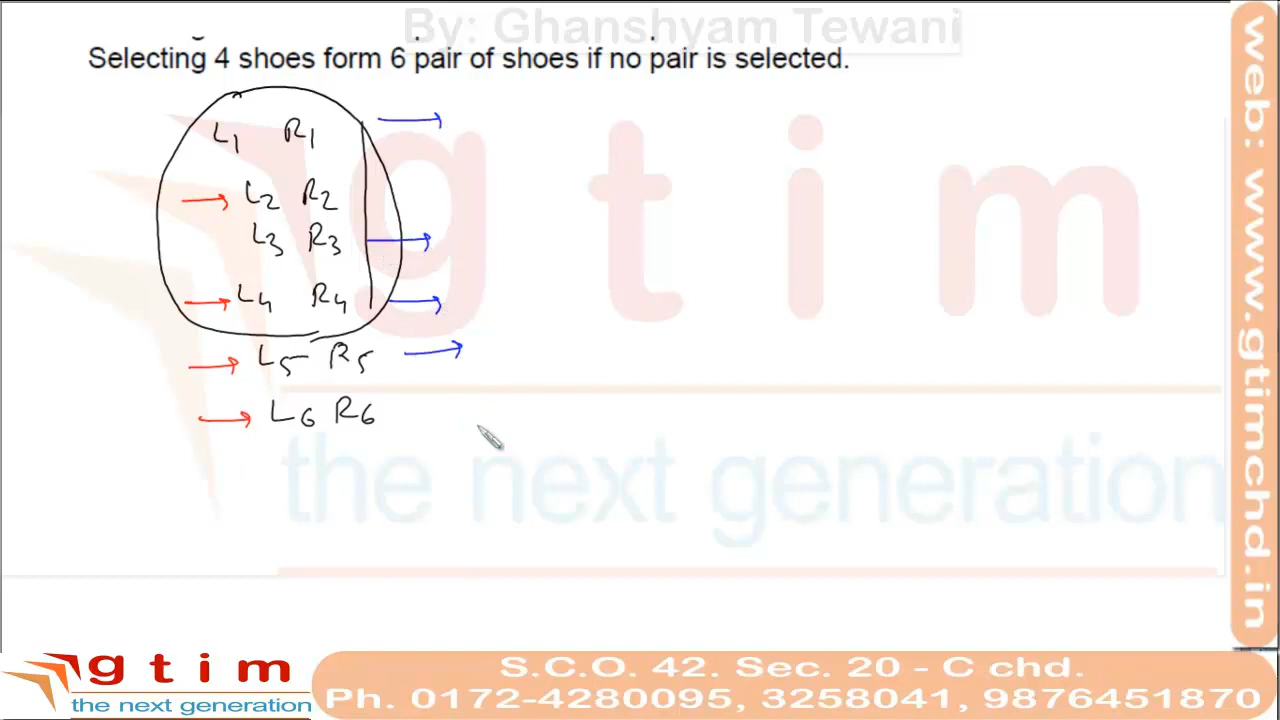 By: Ghanshyam Tewani
Selecting 4 shoes form 6 pair of shoes if no pair is selected.
L1 R1
L2 R2
L3 R3
L4 R4
L5 R5
L6 R6
gtim
the next generation
web: www.gtimchd.in
gtim
the next generation
S.C.O. 42. Sec. 20 - C chd.
Ph. 0172-4280095, 3258041, 9876451870